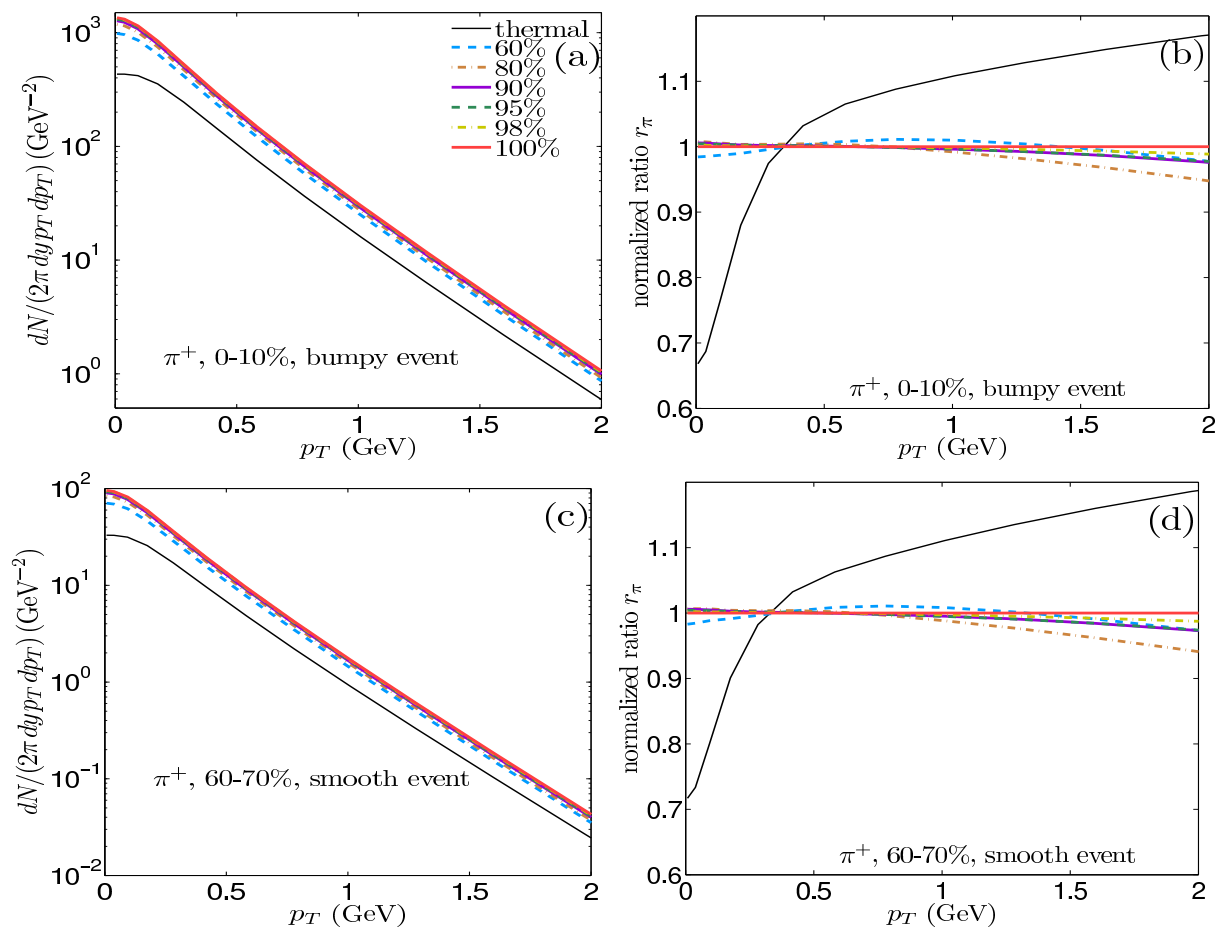 dN/(2π dyp_T dp_T) (GeV⁻²)
10³
10²
10¹
10⁰
thermal
60%
80%
90%
95%
98%
100%
(a)
π⁺, 0-10%, bumpy event
0 0.5 1 1.5 2
p_T (GeV)
normalized ratio r_π
1.1
1
0.9
0.8
0.7
0.6
(b)
π⁺, 0-10%, bumpy event
0 0.5 1 1.5 2
p_T (GeV)
dN/(2π dyp_T dp_T) (GeV⁻²)
10²
10¹
10⁰
10⁻¹
10⁻²
(c)
π⁺, 60-70%, smooth event
0 0.5 1 1.5 2
p_T (GeV)
normalized ratio r_π
1.1
1
0.9
0.8
0.7
0.6
(d)
π⁺, 60-70%, smooth event
0 0.5 1 1.5 2
p_T (GeV)